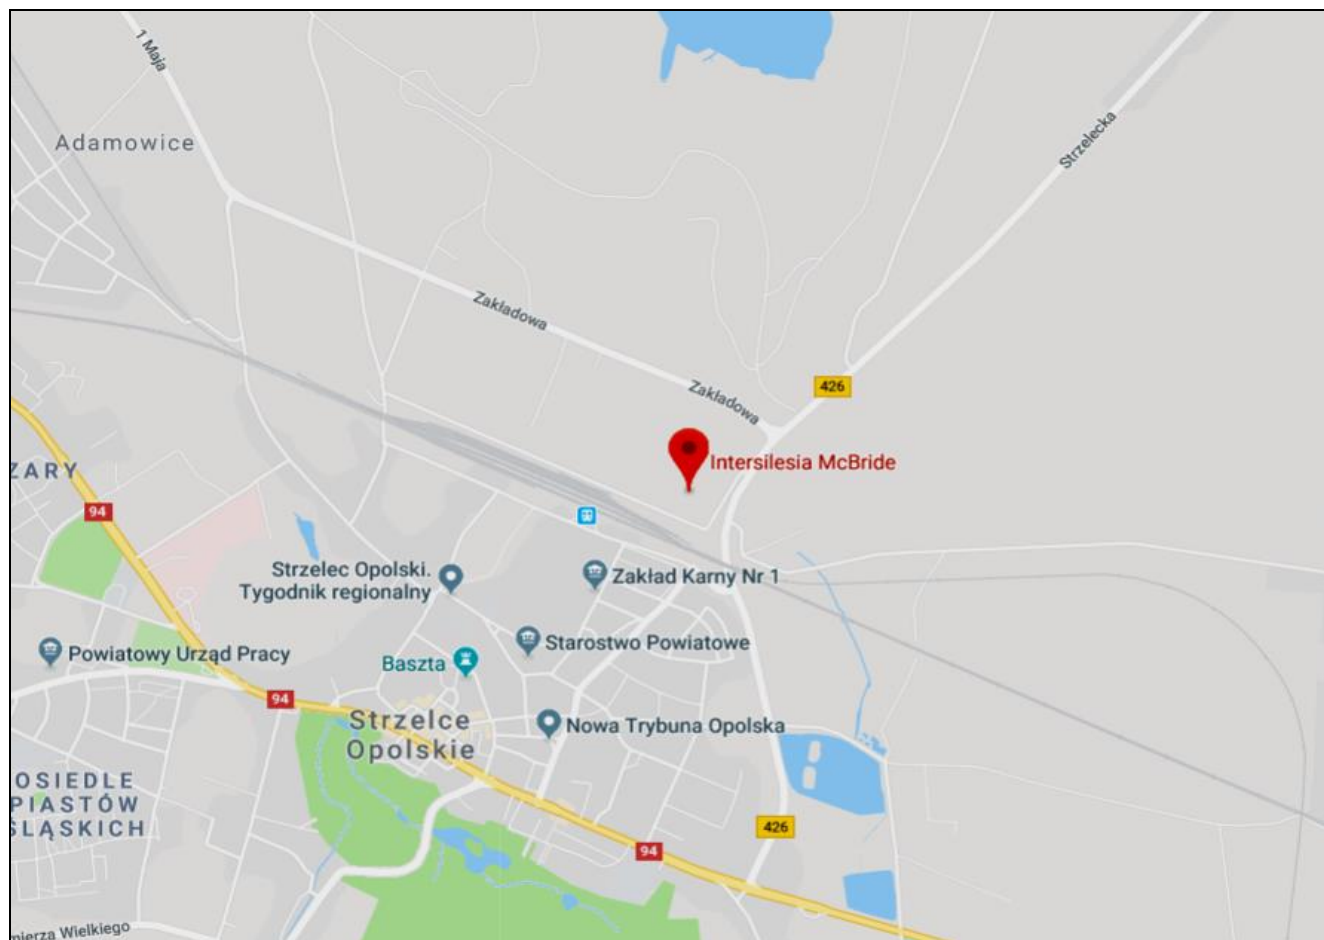 1 Maja
Adamowice
Strzelecka
Zakładowa
Zakładowa
426
Intersilesia McBride
ZARY
94
Strzelec Opolski.
Tygodnik regionalny
Zakład Karny Nr 1
Starostwo Powiatowe
Powiatowy Urząd Pracy
Baszta
94
Strzelce
Opolskie
Nowa Trybuna Opolska
OSIEDLE
PIASTÓW
ŚLĄSKICH
426
94
mierza Wielkiego